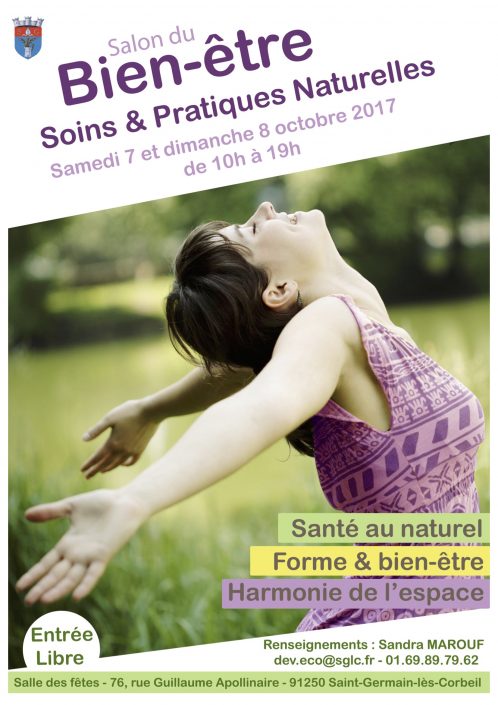 Salon du
Bien-être
Soins & Pratiques Naturelles
Samedi 7 et dimanche 8 octobre 2017
de 10h à 19h
Santé au naturel
Forme & bien-être
Harmonie de l'espace
Entrée
Libre
Renseignements : Sandra MAROUF
dev.eco@sglc.fr - 01.69.89.79.62
Salle des fêtes - 76, rue Guillaume Apollinaire - 91250 Saint-Germain-lès-Corbeil